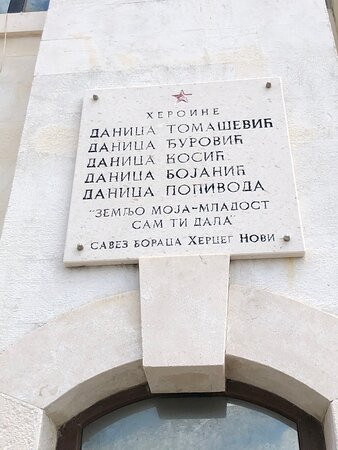 ХЕРОИНЕ
ДАНИЦА ТОМАШЕВИЋ
ДАНИЦА ЂУРОВИЋ
ДАНИЦА КОСИЋ
ДАНИЦА БОЈАНИЋ
ДАНИЦА ПОПИВОДА
"ЗЕМЉО МОЈА-МЛАДОСТ
САМ ТИ ДАЛА"
САВЕЗ БОРАЦА ХЕРЦЕГ НОВИ